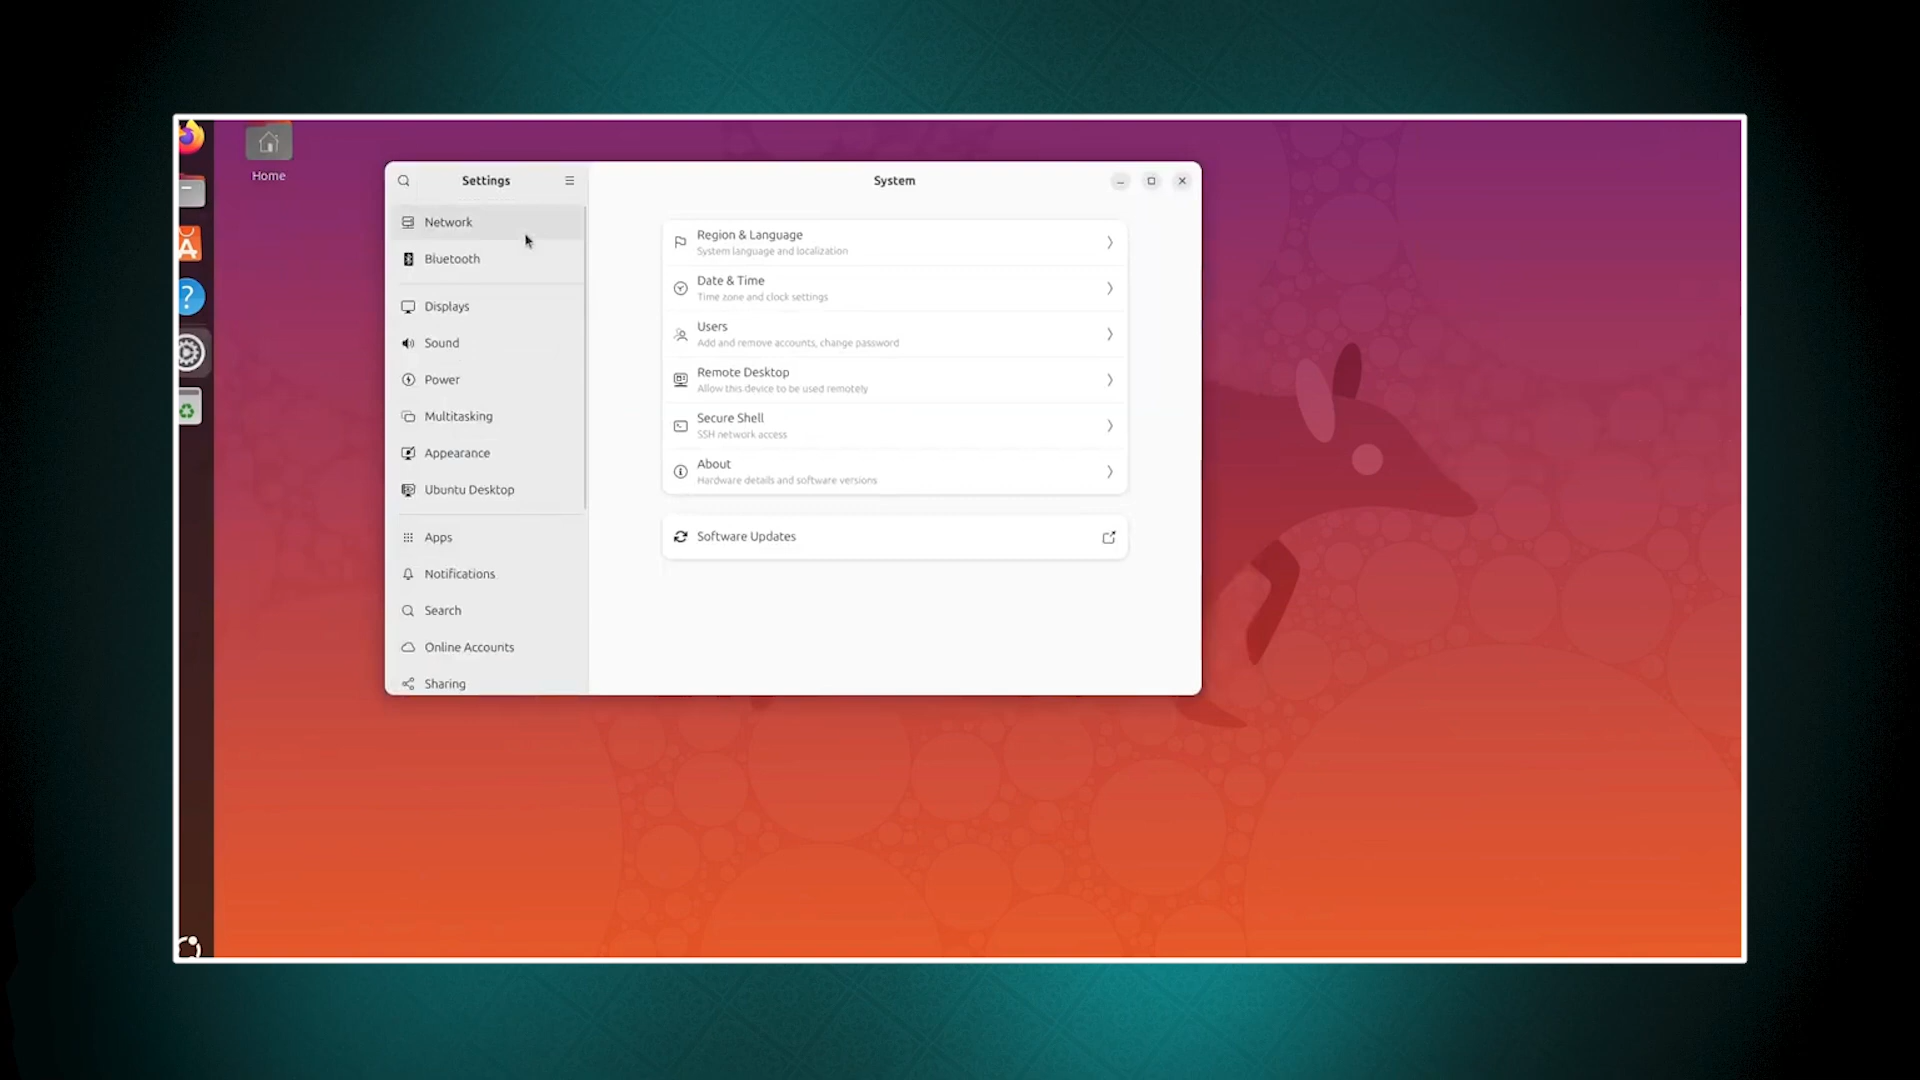 Home
Settings
System
Network
Bluetooth
Displays
Sound
Power
Multitasking
Appearance
Ubuntu Desktop
Apps
Notifications
Search
Online Accounts
Sharing
Region & Language
System language and localization
Date & Time
Time zone and clock settings
Users
Add and remove accounts, change password
Remote Desktop
Allow this device to be used remotely
Secure Shell
SSH network access
About
Hardware details and software versions
Software Updates